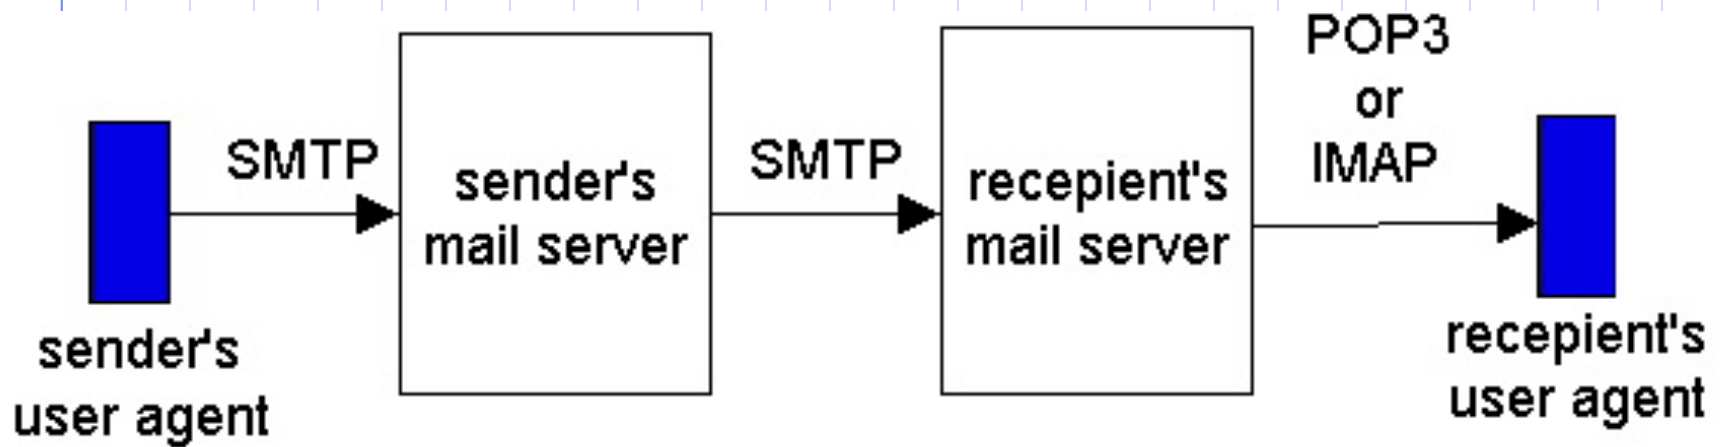 SMTP
sender's
mail server
SMTP
recepient's
mail server
POP3
or
IMAP
sender's
user agent
recepient's
user agent